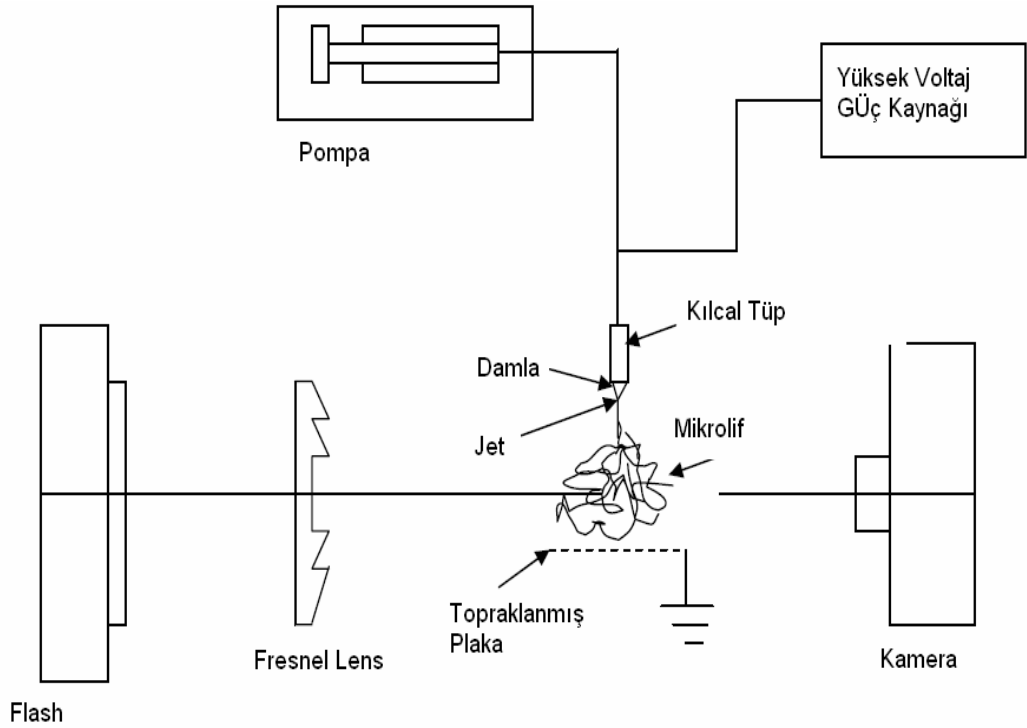 Pompa
Yüksek Voltaj
GÜç Kaynağı
Kılcal Tüp
Damla
Jet
Mikrolif
Topraklanmış
Plaka
Fresnel Lens
Kamera
Flash